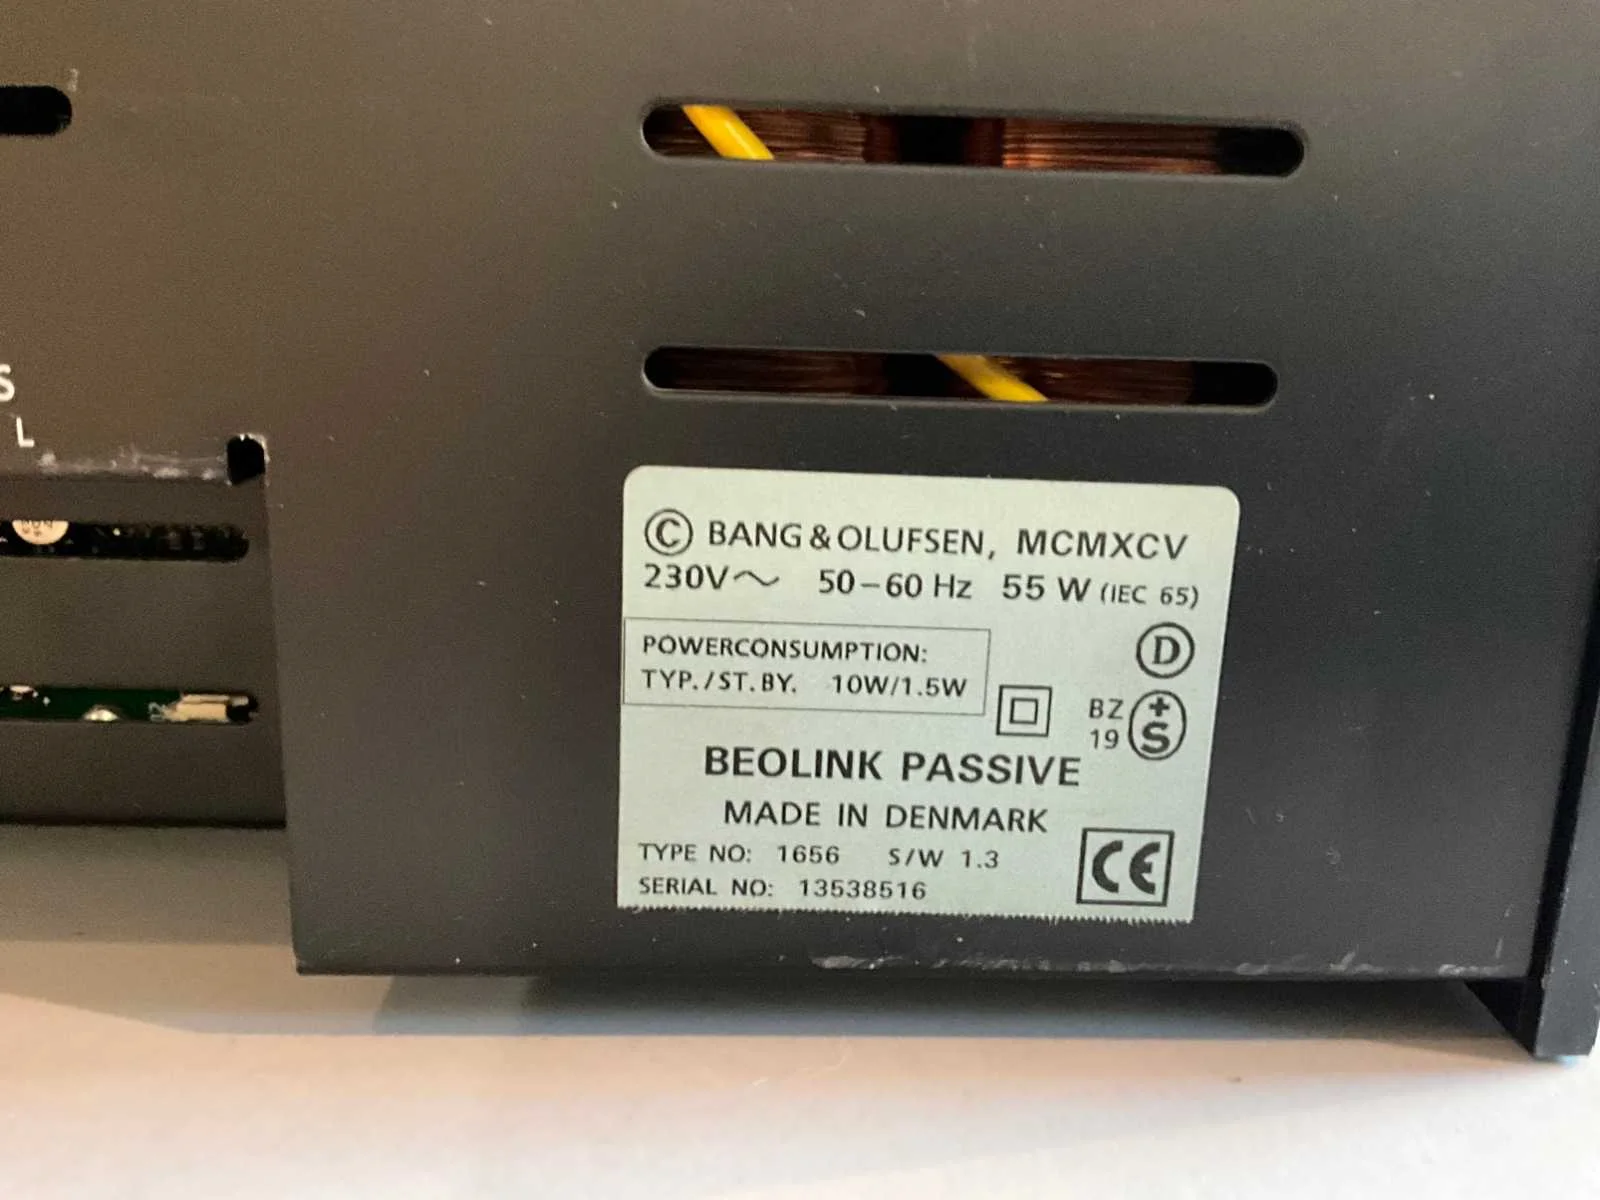 S
L
© BANG & OLUFSEN, MCMXCV
230V～ 50–60 Hz 55 W (IEC 65)
POWERCONSUMPTION:
TYP./ST.BY. 10W/1.5W
D
BZ
19
+
S
BEOLINK PASSIVE
MADE IN DENMARK
TYPE NO: 1656 S/W 1.3
SERIAL NO: 13538516
CE